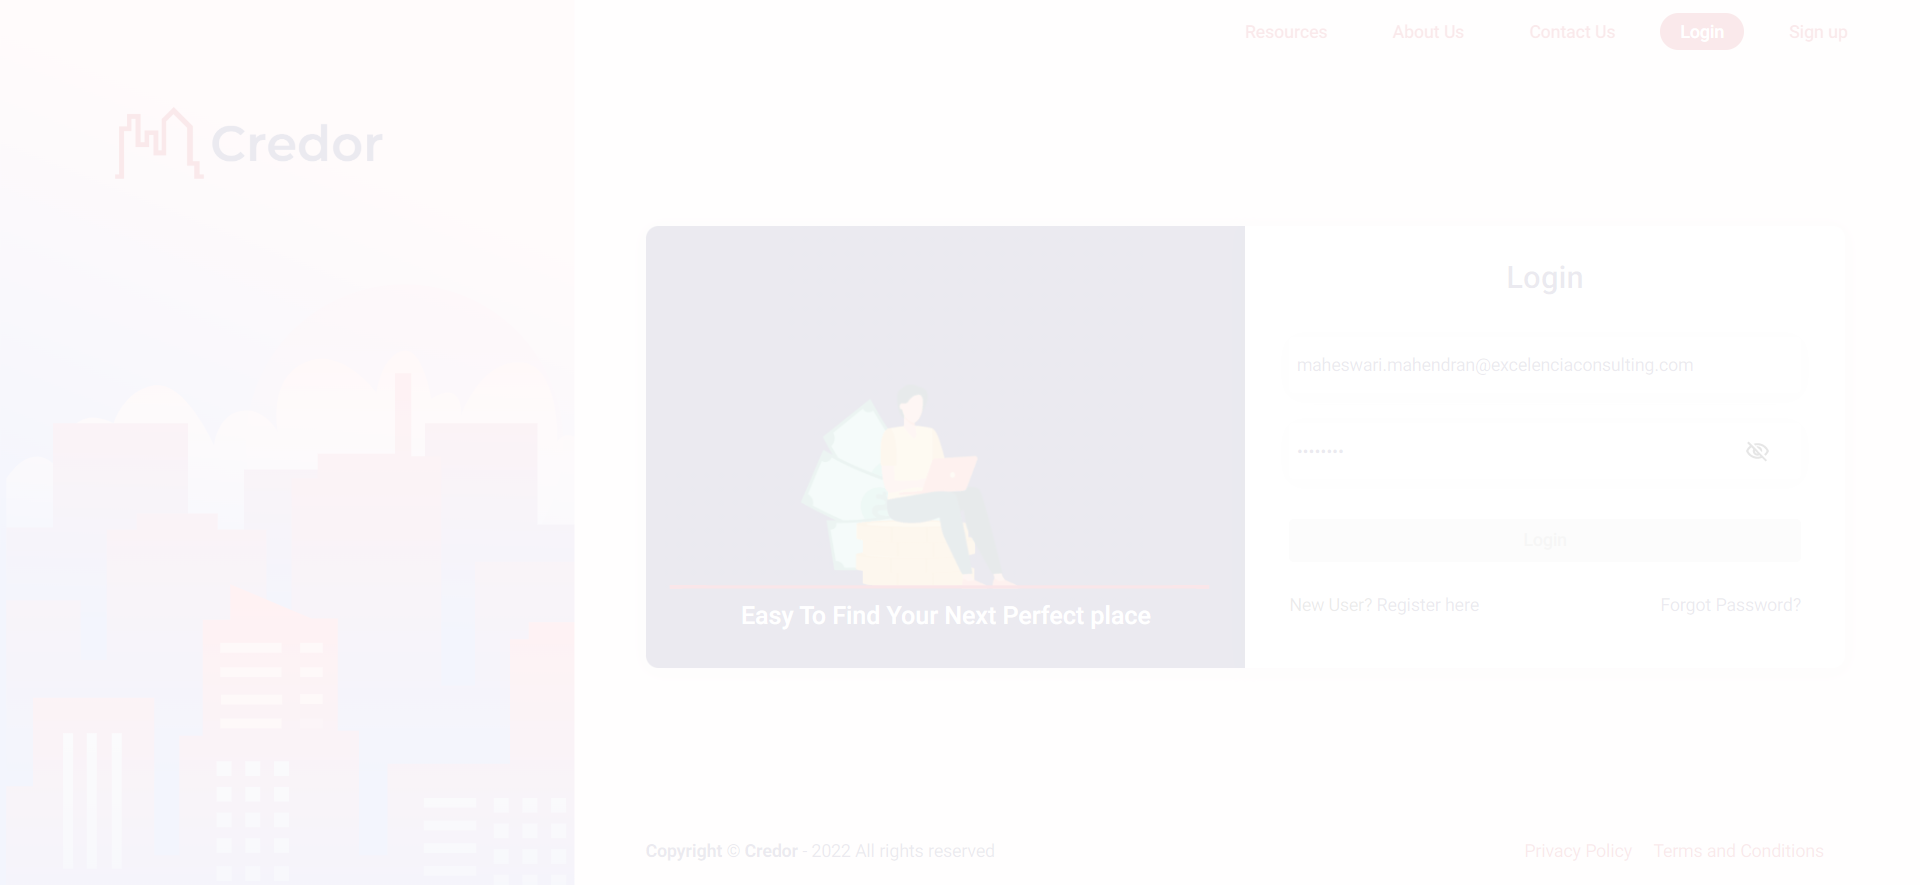 Resources About Us Contact Us Login Sign up
Credor
Login
maheswari.mahendran@excelenciaconsulting.com
••••••••
Login
New User? Register here Forgot Password?
Easy To Find Your Next Perfect place
Copyright © Credor - 2022 All rights reserved Privacy Policy Terms and Conditions